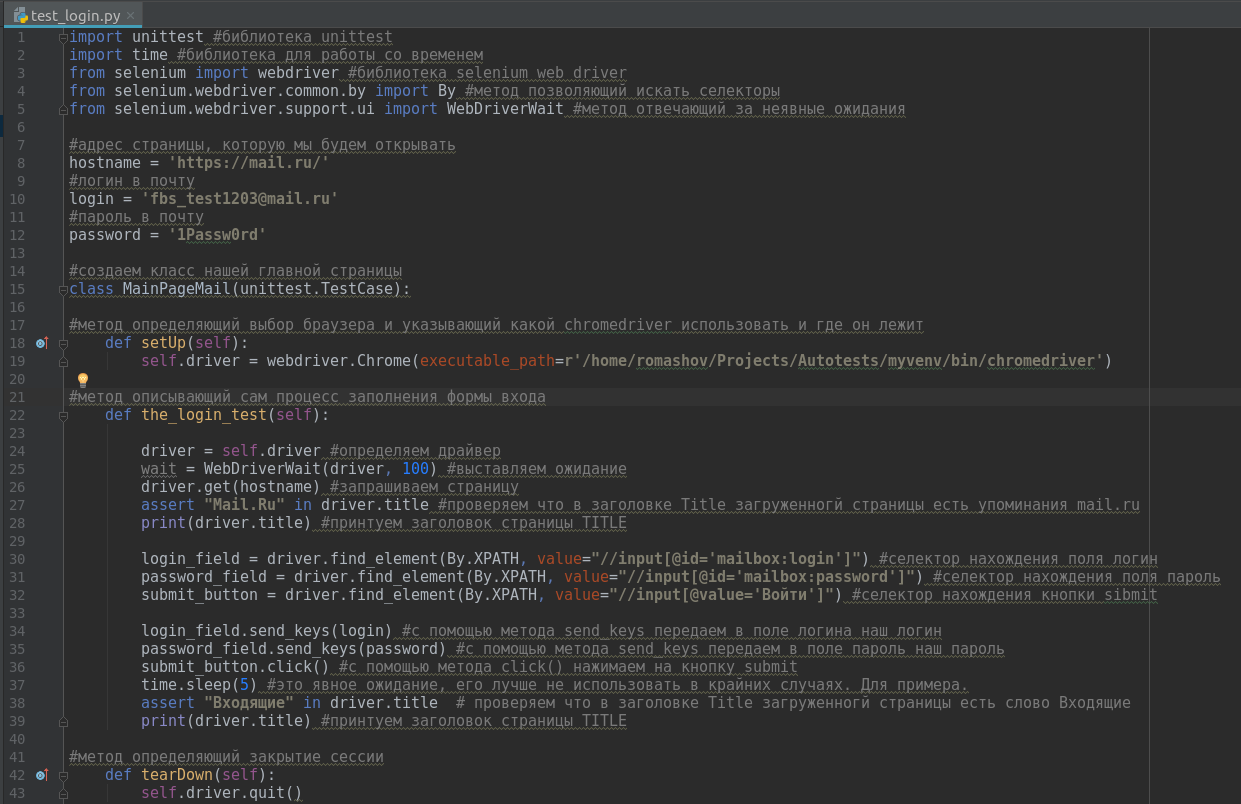 test_login.py ×
1 import unittest #библиотека unittest
2 import time #библиотека для работы со временем
3 from selenium import webdriver #библиотека selenium web driver
4 from selenium.webdriver.common.by import By #метод позволяющий искать селекторы
5 from selenium.webdriver.support.ui import WebDriverWait #метод отвечающий за неявные ожидания
6
7 #адрес страницы, которую мы будем открывать
8 hostname = 'https://mail.ru/'
9 #логин в почту
10 login = 'fbs_test1203@mail.ru'
11 #пароль в почту
12 password = '1Passw0rd'
13
14 #создаем класс нашей главной страницы
15 class MainPageMail(unittest.TestCase):
16
17 #метод определяющий выбор браузера и указывающий какой chromedriver использовать и где он лежит
18     def setUp(self):
19         self.driver = webdriver.Chrome(executable_path=r'/home/romashov/Projects/Autotests/myvenv/bin/chromedriver')
20
21 #метод описывающий сам процесс заполнения формы входа
22     def the_login_test(self):
23
24         driver = self.driver #определяем драйвер
25         wait = WebDriverWait(driver, 100) #выставляем ожидание
26         driver.get(hostname) #запрашиваем страницу
27         assert "Mail.Ru" in driver.title #проверяем что в заголовке Title загруженногй страницы есть упоминания mail.ru
28         print(driver.title) #принтуем заголовок страницы TITLE
29
30         login_field = driver.find_element(By.XPATH, value="//input[@id='mailbox:login']") #селектор нахождения поля логин
31         password_field = driver.find_element(By.XPATH, value="//input[@id='mailbox:password']") #селектор нахождения поля пароль
32         submit_button = driver.find_element(By.XPATH, value="//input[@value='Войти']") #селектор нахождения кнопки sibmit
33
34         login_field.send_keys(login) #с помощью метода send_keys передаем в поле логина наш логин
35         password_field.send_keys(password) #с помощью метода send_keys передаем в поле пароль наш пароль
36         submit_button.click() #с помощью метода click() нажимаем на кнопку submit
37         time.sleep(5) #это явное ожидание, его лучше не использовать в крайних случаях. Для примера.
38         assert "Входящие" in driver.title  # проверяем что в заголовке Title загруженногй страницы есть слово Входящие
39         print(driver.title) #принтуем заголовок страницы TITLE
40
41 #метод определяющий закрытие сессии
42     def tearDown(self):
43         self.driver.quit()